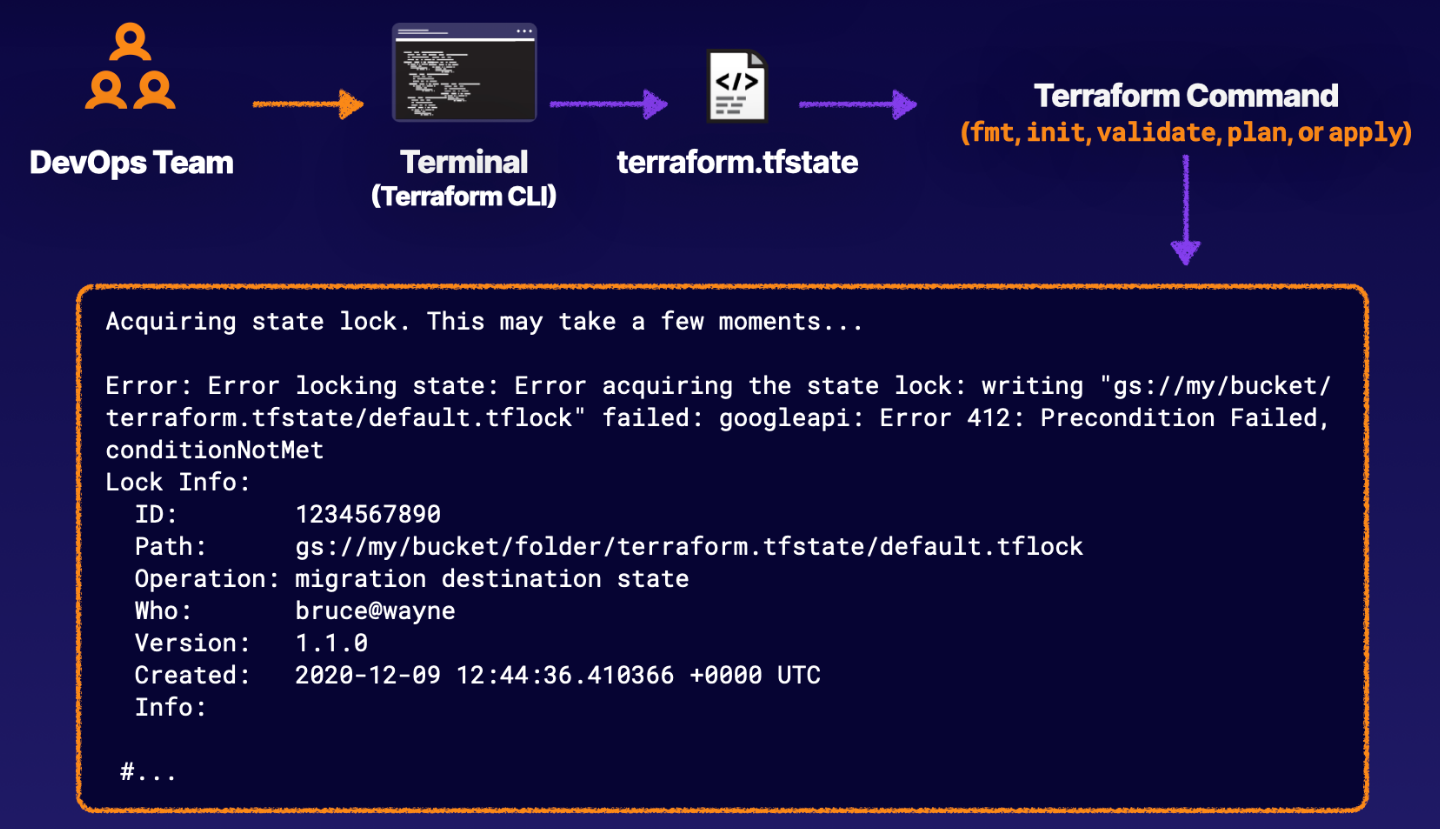 DevOps Team
Terminal
(Terraform CLI)
</>
terraform.tfstate
Terraform Command
(fmt, init, validate, plan, or apply)
Acquiring state lock. This may take a few moments...
Error: Error locking state: Error acquiring the state lock: writing "gs://my/bucket/
terraform.tfstate/default.tflock" failed: googleapi: Error 412: Precondition Failed,
conditionNotMet
Lock Info:
ID: 1234567890
Path: gs://my/bucket/folder/terraform.tfstate/default.tflock
Operation: migration destination state
Who: bruce@wayne
Version: 1.1.0
Created: 2020-12-09 12:44:36.410366 +0000 UTC
Info:
#...